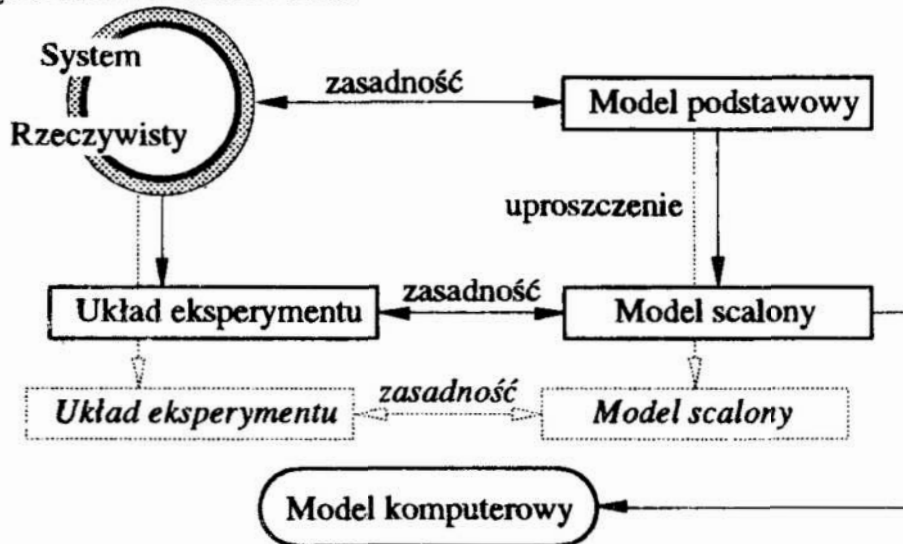 System
Rzeczywisty
zasadność
Model podstawowy
uproszczenie
Układ eksperymentu
zasadność
Model scalony
Układ eksperymentu
zasadność
Model scalony
Model komputerowy